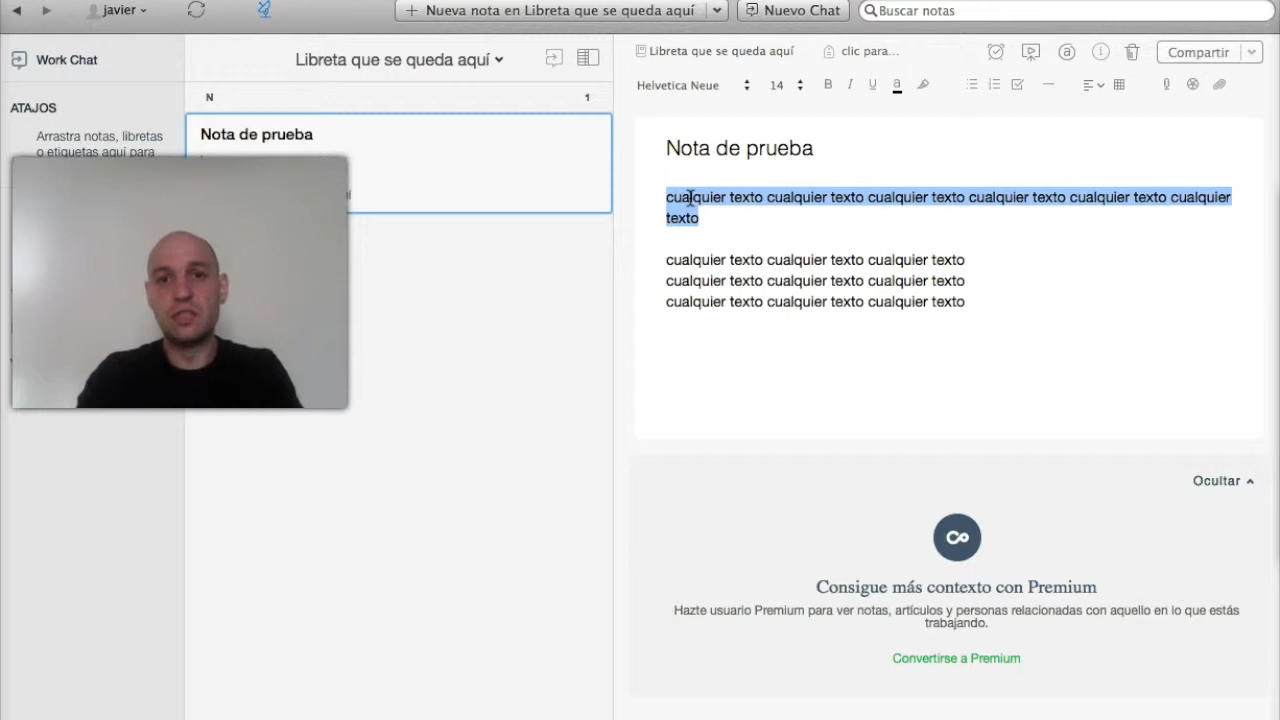 javier
Nueva nota en Libreta que se queda aquí
Nuevo Chat
Buscar notas
Work Chat
ATAJOS
Arrastra notas, libretas
o etiquetas aquí para
Libreta que se queda aquí
N
1
Nota de prueba
Libreta que se queda aquí
clic para...
Compartir
Helvetica Neue
14
B
I
U
a
Nota de prueba
cualquier texto cualquier texto cualquier texto cualquier texto cualquier texto cualquier
texto
cualquier texto cualquier texto cualquier texto
cualquier texto cualquier texto cualquier texto
cualquier texto cualquier texto cualquier texto
Ocultar
Consigue más contexto con Premium
Hazte usuario Premium para ver notas, artículos y personas relacionadas con aquello en lo que estás
trabajando.
Convertirse a Premium